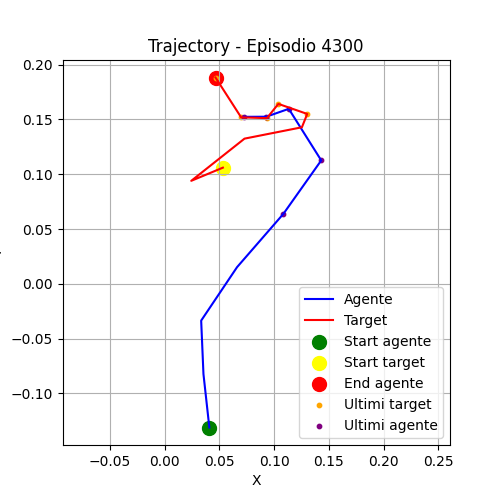 Trajectory - Episodio 4300
0.20
0.15
0.10
0.05
0.00
−0.05
−0.10
−0.05
0.00
0.05
0.10
0.15
0.20
0.25
X
Agente
Target
Start agente
Start target
End agente
Ultimi target
Ultimi agente